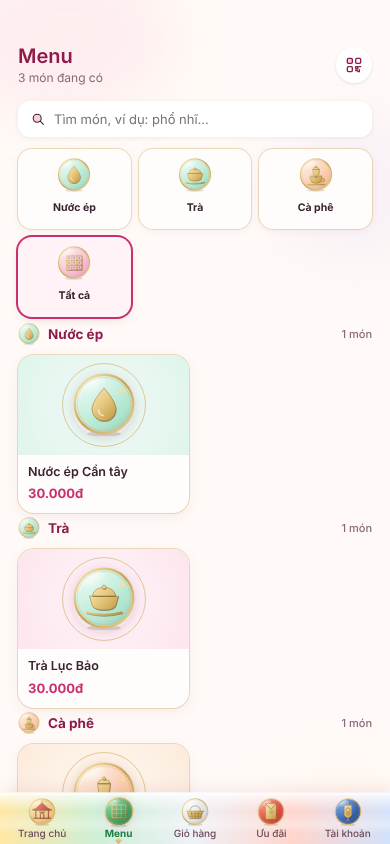 Menu
3 món đang có
Tìm món, ví dụ: phổ nhĩ...
Nước ép
Trà
Cà phê
Tất cả
Nước ép
1 món
Nước ép Cần tây
30.000đ
Trà
1 món
Trà Lục Bảo
30.000đ
Cà phê
1 món
Trang chủ
Menu
Giỏ hàng
Ưu đãi
Tài khoản